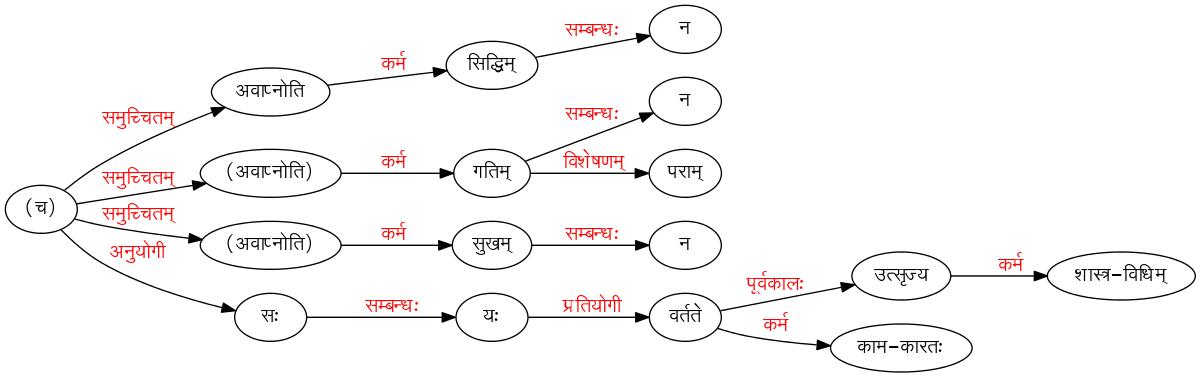 सम्बन्धः
न
कर्म
सिद्धिम्
अवाप्नोति
समुच्चितम्
सम्बन्धः
न
समुच्चितम्
(अवाप्नोति)
कर्म
गतिम्
विशेषणम्
पराम्
(च)
समुच्चितम्
(अवाप्नोति)
कर्म
सुखम्
सम्बन्धः
न
अनुयोगी
सः
सम्बन्धः
यः
प्रतियोगी
वर्तते
पूर्वकालः
उत्सृज्य
कर्म
शास्त्र-विधिम्
कर्म
काम-कारतः